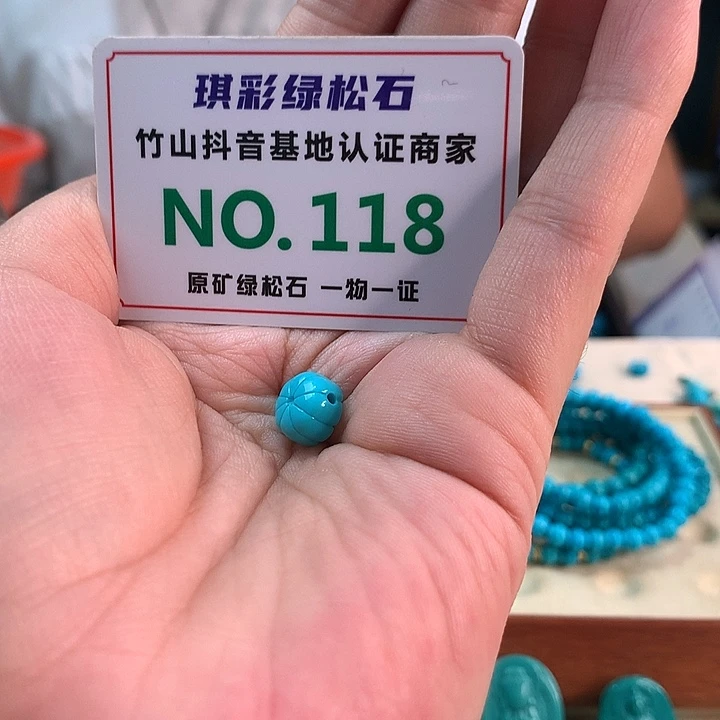 琪彩绿松石
竹山抖音基地认证商家
NO.118
原矿绿松石 一物一证